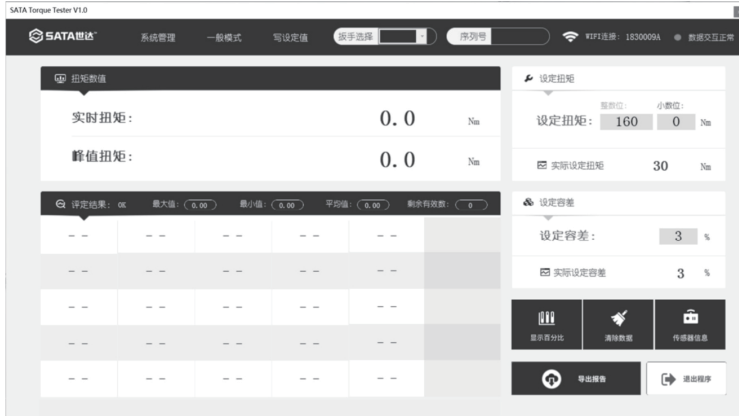 SATA Torque Tester V1.0
SATA世达 系统管理 一般模式 写设定值 扳手选择 序列号 WIFI连接: 1830009A 数据交互正常
扭矩数值
实时扭矩: 0.0 Nm
峰值扭矩: 0.0 Nm
设定扭矩
整数位: 小数位:
设定扭矩: 160 0 Nm
实际设定扭矩 30 Nm
评定结果: OK 最大值: 0.00 最小值: 0.00 平均值: 0.00 剩余有效数: 0
-- -- -- -- --
-- -- -- -- --
-- -- -- -- --
-- -- -- -- --
-- -- -- -- --
设定容差
设定容差: 3 %
实际设定容差 3 %
显示百分比 清除数据 传感器信息
导出报告 退出程序